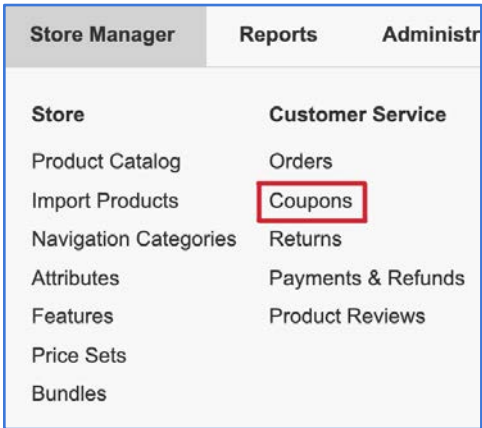 Store Manager Reports Administr
Store
Product Catalog
Import Products
Navigation Categories
Attributes
Features
Price Sets
Bundles
Customer Service
Orders
Coupons
Returns
Payments & Refunds
Product Reviews